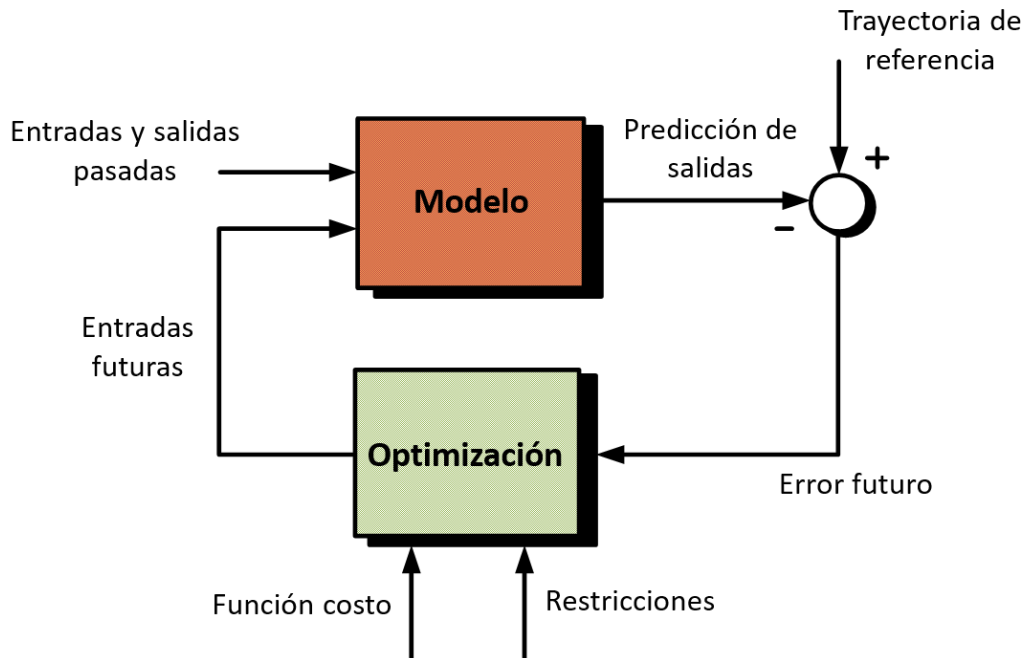 Trayectoria de
referencia
Entradas y salidas
pasadas
Modelo
Predicción de
salidas
+
−
Entradas
futuras
Optimización
Error futuro
Función costo
Restricciones